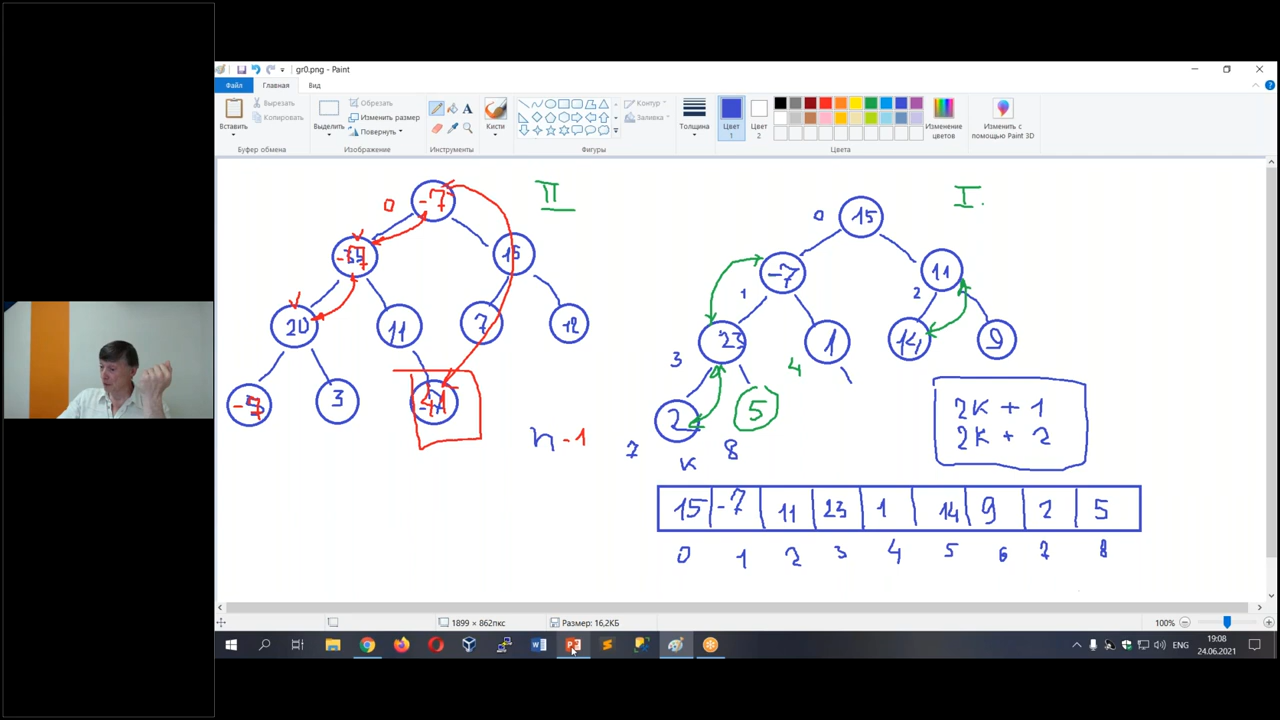 gr0.png - Paint
Файл Главная Вид
Вставить
Вырезать
Копировать
Буфер обмена
Выделить
Обрезать
Изменить размер
Повернуть
Изображение
A
Инструменты
Кисти
Контур
Заливка
Фигуры
Толщина
Цвет 1
Цвет 2
Цвета
Изменение цветов
Изменить с помощью Paint 3D
II
0 -7
15
20 11 7 12
3
n-1
I.
0 15
-7 11
1 2
23 1 14 9
3 4
2 5
7 8
K
2K + 1
2K + 2
15 -7 11 23 1 14 9 2 5
0 1 2 3 4 5 6 7 8
1899 × 862пкс
Размер: 16,2КБ
100%
ENG
19:08
24.06.2021